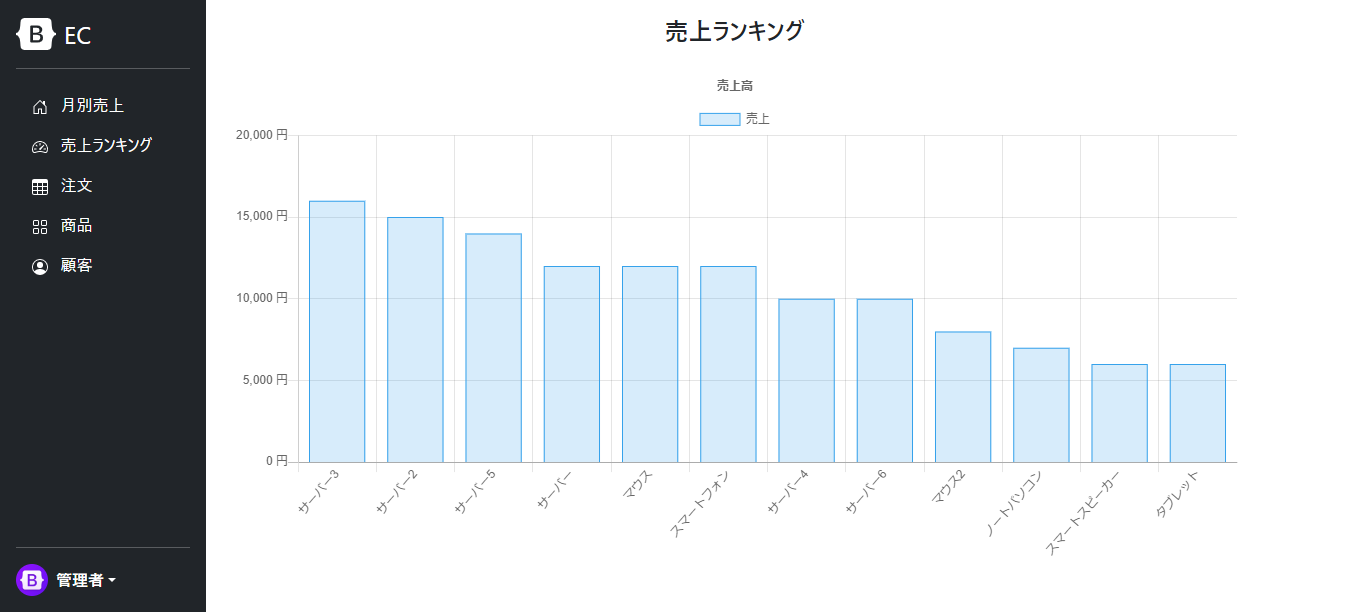 B EC
月別売上
売上ランキング
注文
商品
顧客
B 管理者
売上ランキング
売上高
売上
20,000 円
15,000 円
10,000 円
5,000 円
0 円
サーバー3
サーバー2
サーバー5
サーバー
マウス
スマートフォン
サーバー4
サーバー6
マウス2
ノートパソコン
スマートスピーカー
タブレット